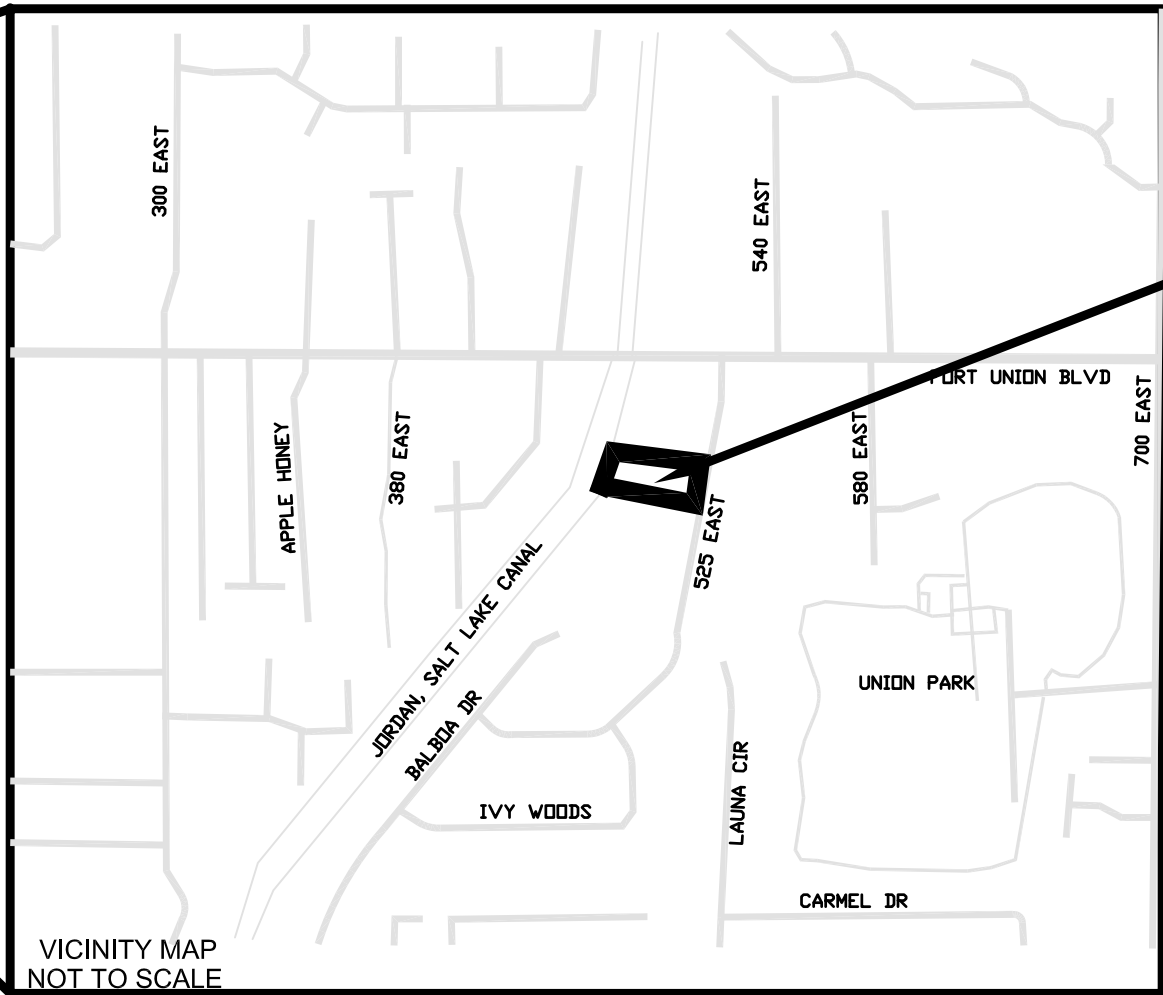 300 EAST
540 EAST
FORT UNION BLVD
700 EAST
APPLE HONEY
380 EAST
580 EAST
525 EAST
JORDAN, SALT LAKE CANAL
BALBOA DR
UNION PARK
IVY WOODS
LAUNA CIR
CARMEL DR
VICINITY MAP
NOT TO SCALE